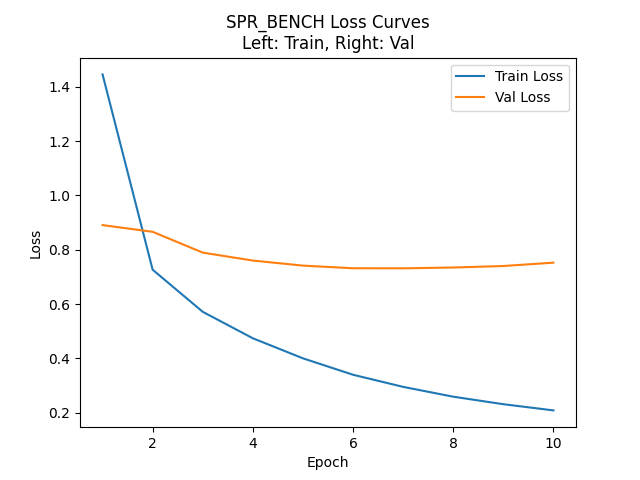 SPR_BENCH Loss Curves
Left: Train, Right: Val
Train Loss
Val Loss
1.4
1.2
1.0
0.8
0.6
0.4
0.2
Loss
2 4 6 8 10
Epoch